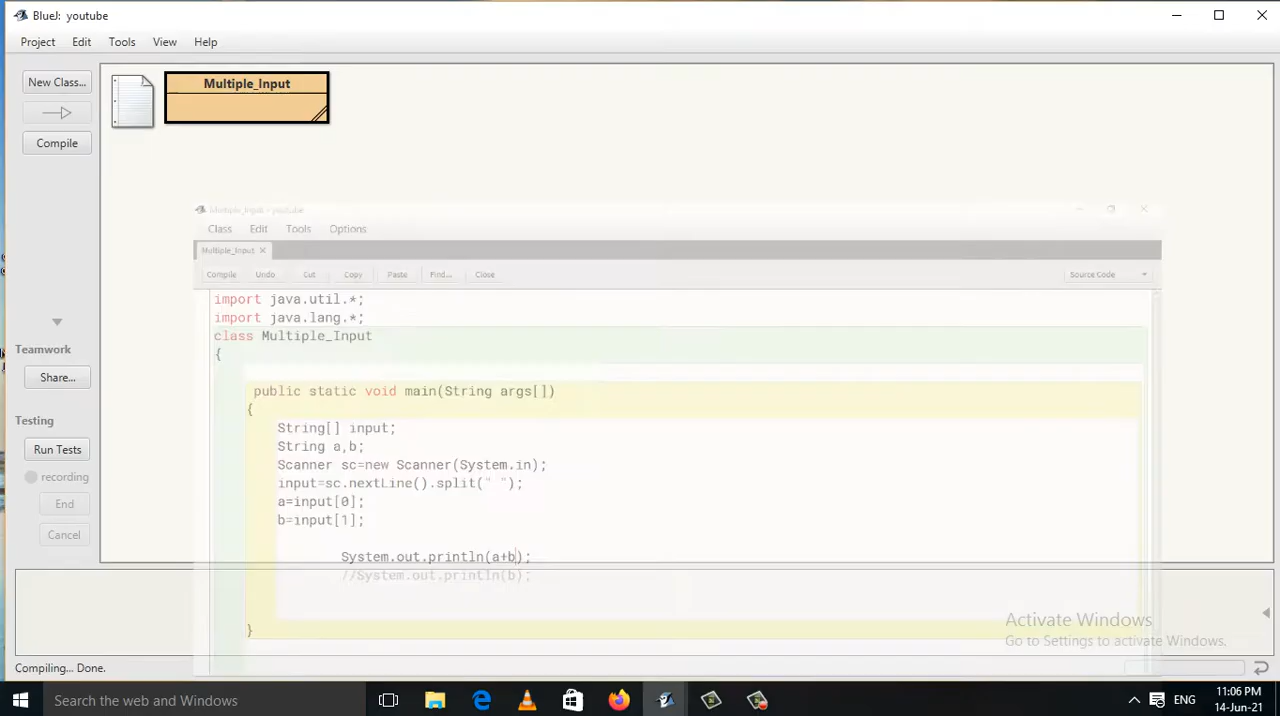 BlueJ: youtube
Project Edit Tools View Help
New Class...
Multiple_Input
Compile
Multiple_Input - youtube
Class Edit Tools Options
Multiple_Input
Compile Undo Cut Copy Paste Find... Close Source Code
import java.util.*;
import java.lang.*;
class Multiple_Input
{
public static void main(String args[])
{
String[] input;
String a,b;
Scanner sc=new Scanner(System.in);
input=sc.nextLine().split(" ");
a=input[0];
b=input[1];
System.out.println(a+b);
//System.out.println(b);
}
Teamwork
Share...
Testing
Run Tests
recording
End
Cancel
Activate Windows
Go to Settings to activate Windows.
Compiling... Done.
Search the web and Windows
ENG
11:06 PM
14-Jun-21